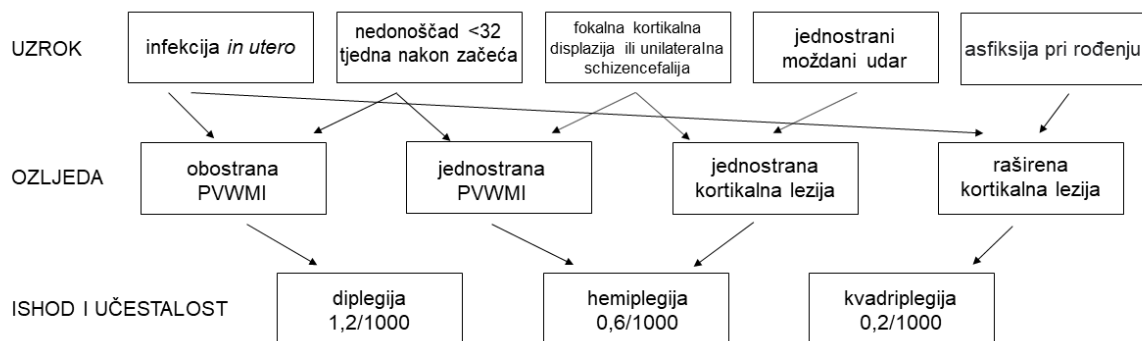 UZROK
infekcija in utero
nedonoščad <32
tjedna nakon začeća
fokalna kortikalna
displazija ili unilateralna
schizencefalija
jednostrani
moždani udar
asfiksija pri rođenju
OZLJEDA
obostrana
PVWMI
jednostrana
PVWMI
jednostrana
kortikalna lezija
raširena
kortikalna lezija
ISHOD I UČESTALOST
diplegija
1,2/1000
hemiplegija
0,6/1000
kvadriplegija
0,2/1000